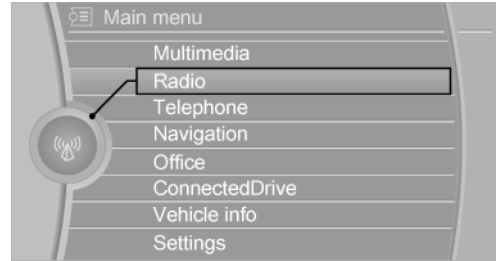 Main menu
Multimedia
Radio
Telephone
Navigation
Office
ConnectedDrive
Vehicle info
Settings